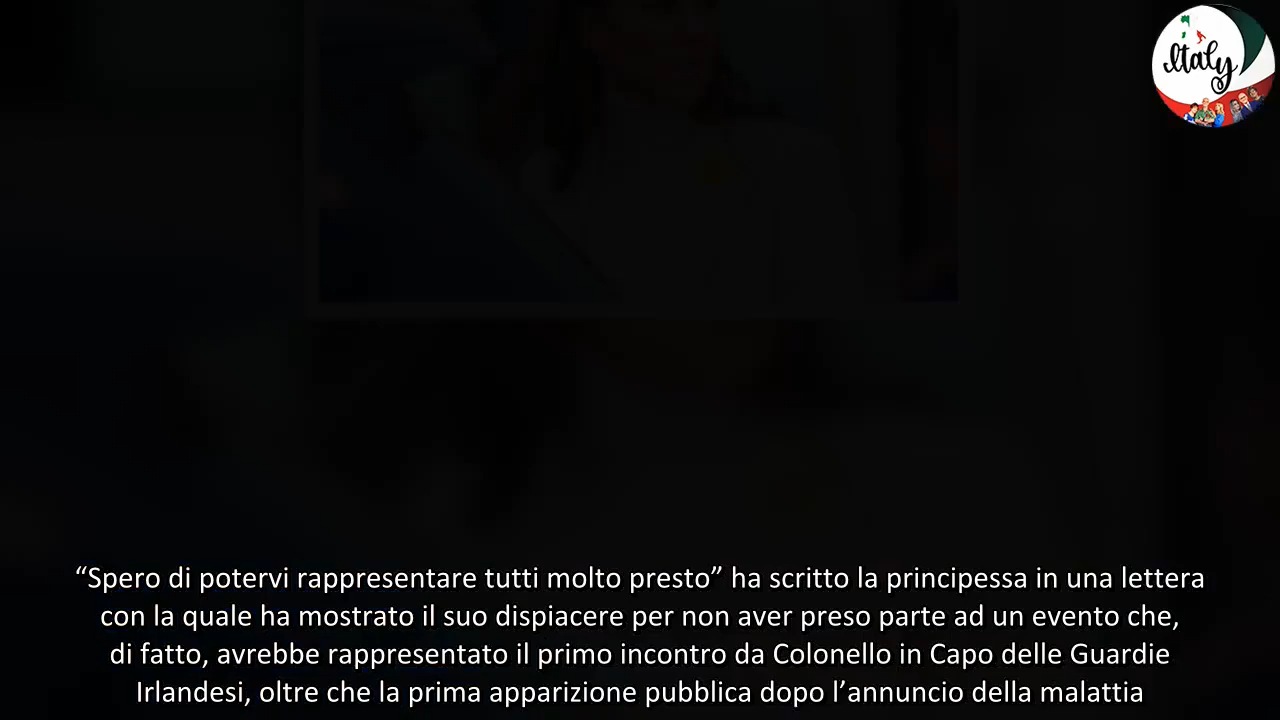 Italy
“Spero di potervi rappresentare tutti molto presto” ha scritto la principessa in una lettera
con la quale ha mostrato il suo dispiacere per non aver preso parte ad un evento che,
di fatto, avrebbe rappresentato il primo incontro da Colonello in Capo delle Guardie
Irlandesi, oltre che la prima apparizione pubblica dopo l’annuncio della malattia